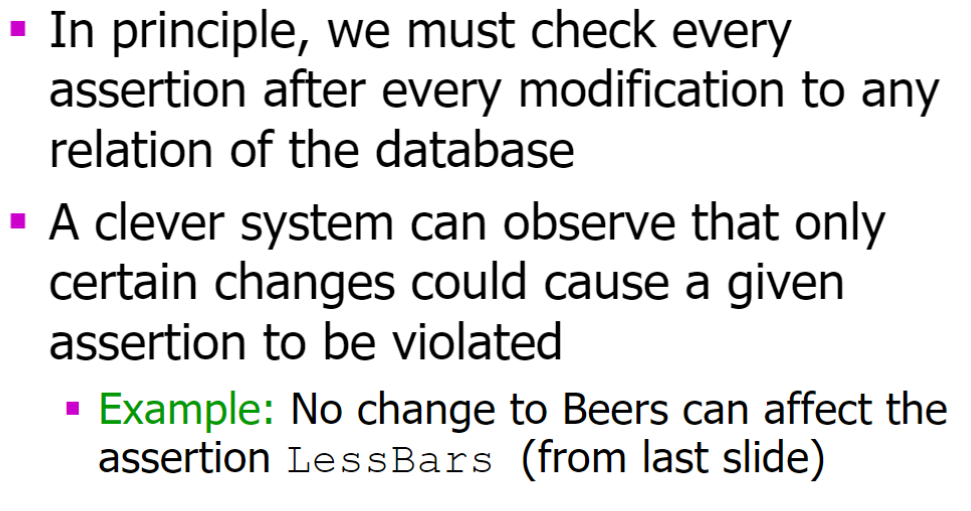 ▪ In principle, we must check every
assertion after every modification to any
relation of the database
▪ A clever system can observe that only
certain changes could cause a given
assertion to be violated
▪ Example: No change to Beers can affect the
assertion LessBars (from last slide)